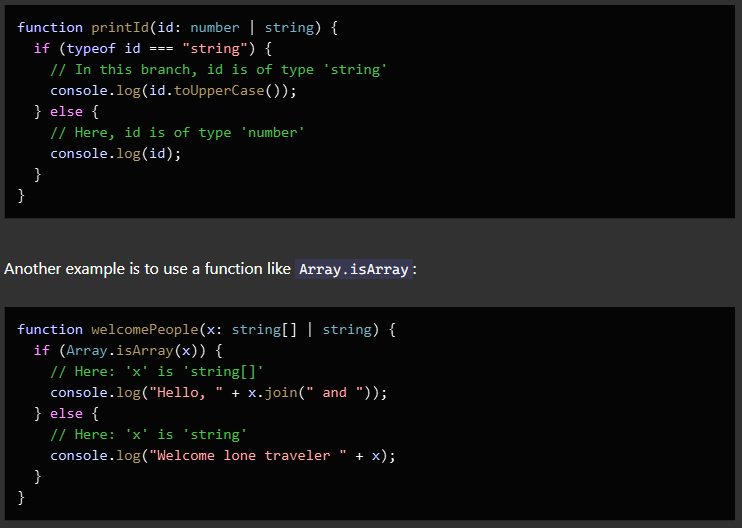 function printId(id: number | string) {
  if (typeof id === "string") {
    // In this branch, id is of type 'string'
    console.log(id.toUpperCase());
  } else {
    // Here, id is of type 'number'
    console.log(id);
  }
}
Another example is to use a function like Array.isArray:
function welcomePeople(x: string[] | string) {
  if (Array.isArray(x)) {
    // Here: 'x' is 'string[]'
    console.log("Hello, " + x.join(" and "));
  } else {
    // Here: 'x' is 'string'
    console.log("Welcome lone traveler " + x);
  }
}